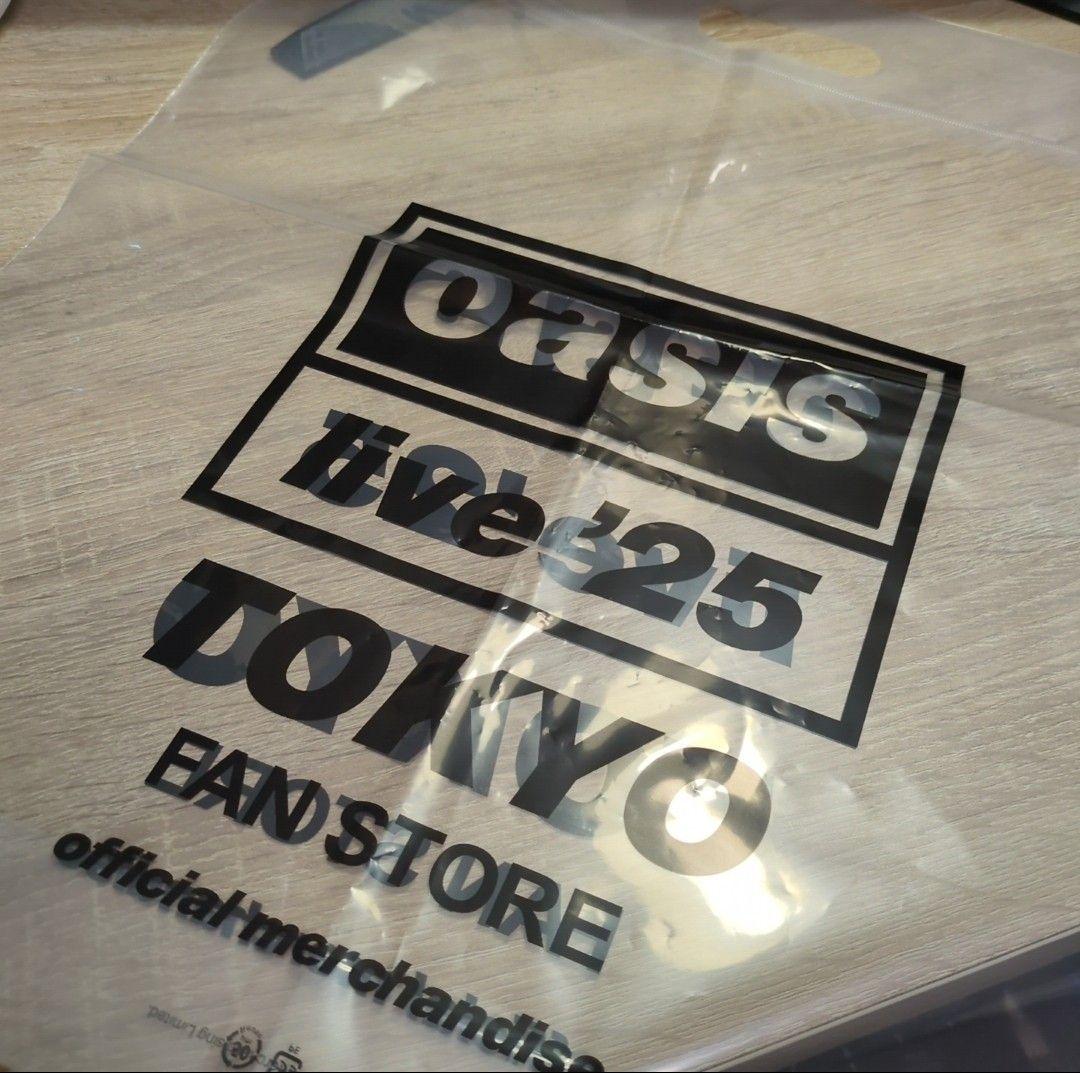 oasis
live '25
TOKYO
FAN STORE
official merchandise